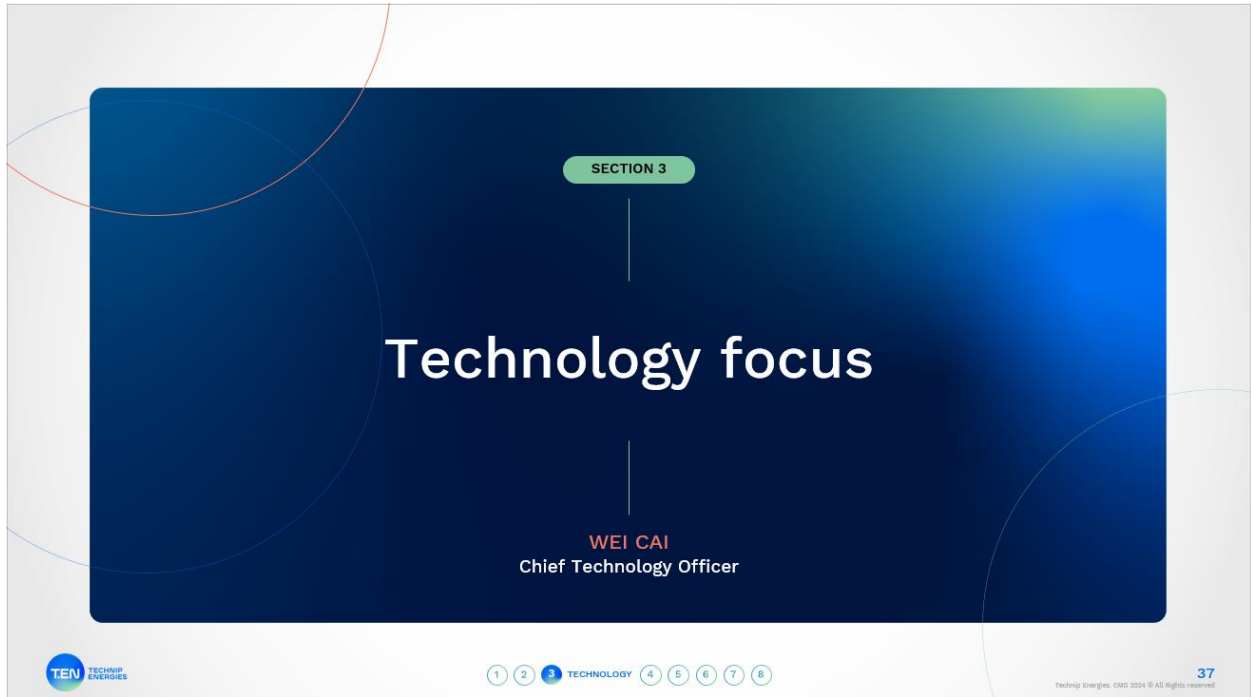 SECTION 3
Technology focus
WEI CAI
Chief Technology Officer
T.EN TECHNIP
ENERGIES
1 2 3 TECHNOLOGY 4 5 6 7 8
37
Technip Energies. CMD 2024 © All Rights reserved